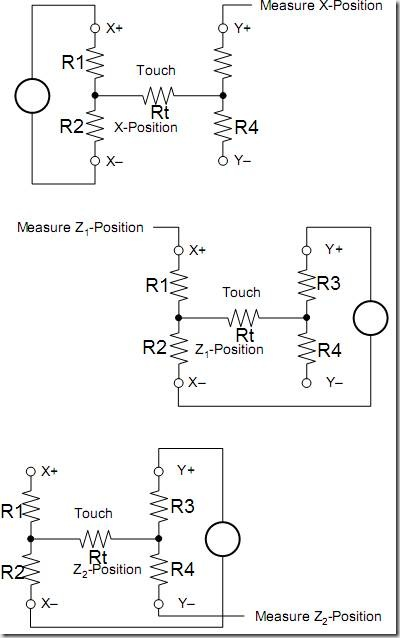 Measure X-Position
X+
Y+
R1
Touch
Rt
R2
X-Position
R4
X–
Y–
Measure Z1-Position
X+
Y+
R1
Touch
R3
Rt
R2
Z1-Position
R4
X–
Y–
X+
Y+
R1
Touch
R3
Rt
R2
Z2-Position
R4
X–
Y–
Measure Z2-Position